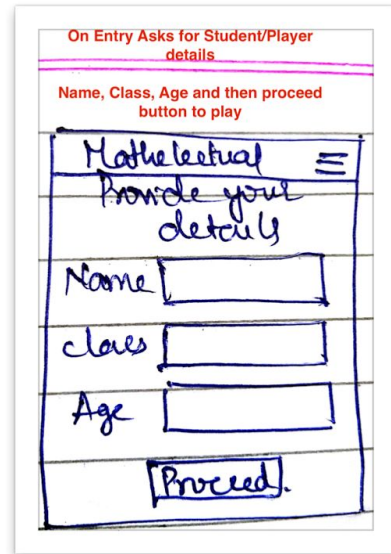 On Entry Asks for Student/Player
details
Name, Class, Age and then proceed
button to play
Mathelectual
Provide your
details
Name
class
Age
Proceed